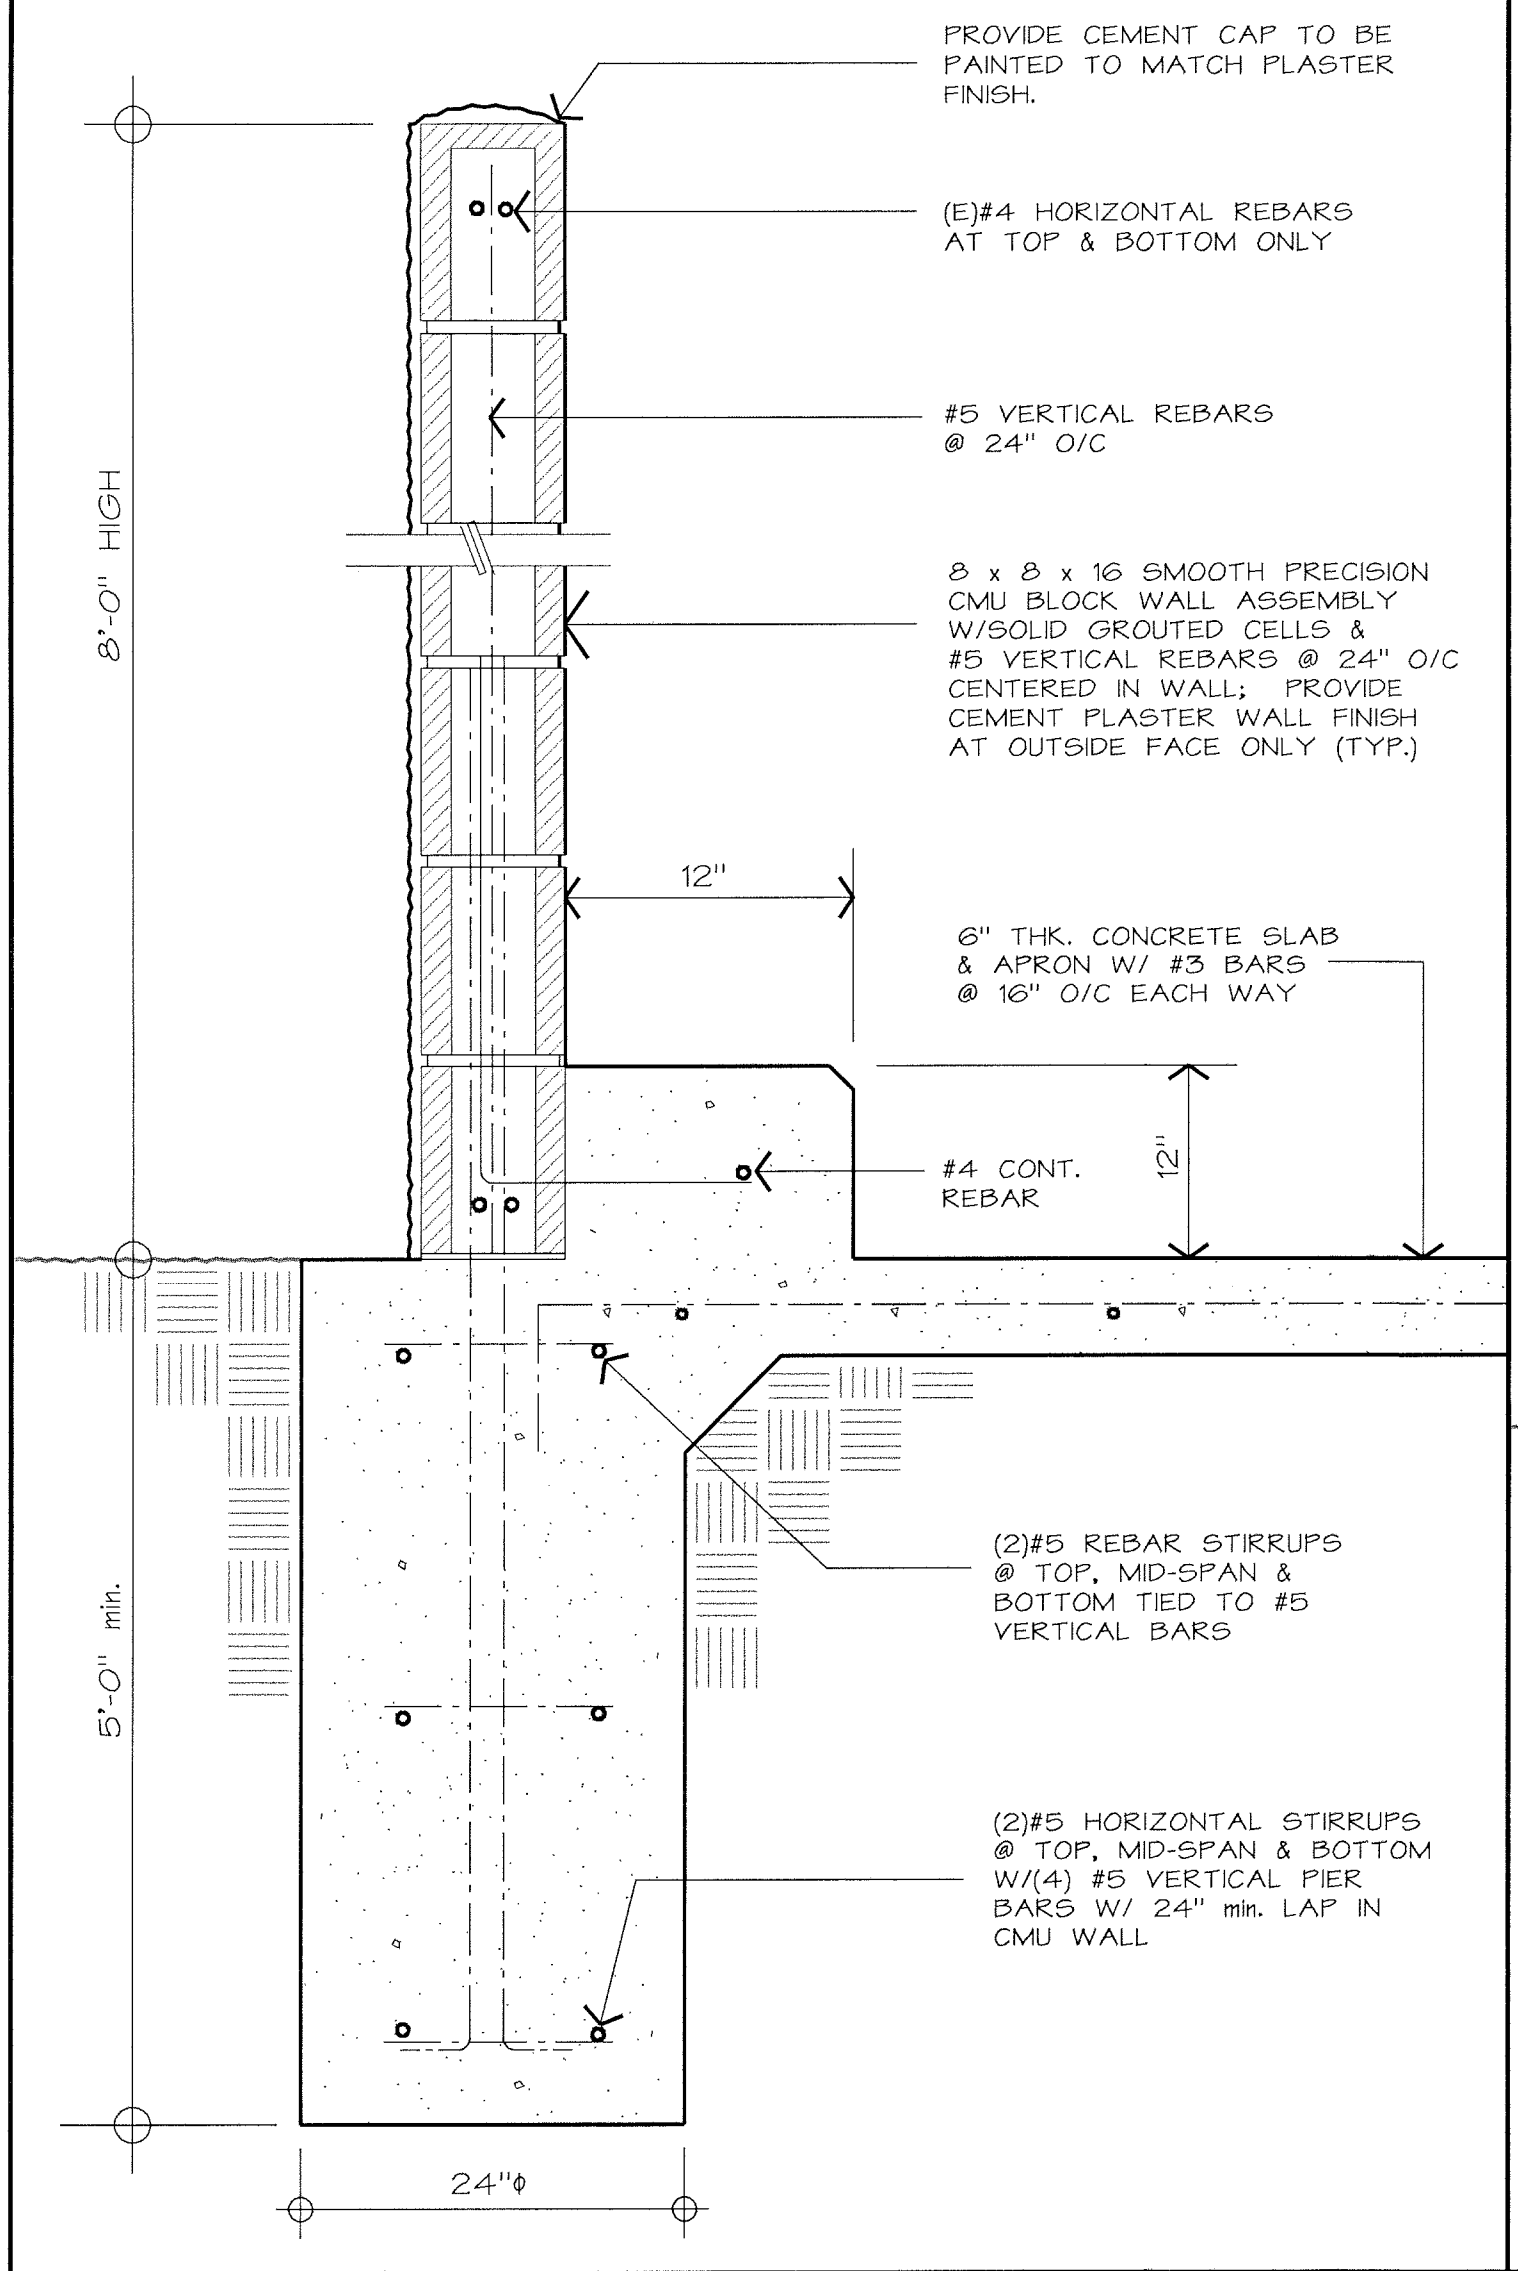 PROVIDE CEMENT CAP TO BE
PAINTED TO MATCH PLASTER
FINISH.
(E)#4 HORIZONTAL REBARS
AT TOP & BOTTOM ONLY
#5 VERTICAL REBARS
@ 24" O/C
8'-0" HIGH
8 x 8 x 16 SMOOTH PRECISION
CMU BLOCK WALL ASSEMBLY
W/SOLID GROUTED CELLS &
#5 VERTICAL REBARS @ 24" O/C
CENTERED IN WALL; PROVIDE
CEMENT PLASTER WALL FINISH
AT OUTSIDE FACE ONLY (TYP.)
12"
6" THK. CONCRETE SLAB
& APRON W/ #3 BARS
@ 16" O/C EACH WAY
12"
#4 CONT.
REBAR
(2)#5 REBAR STIRRUPS
@ TOP, MID-SPAN &
BOTTOM TIED TO #5
VERTICAL BARS
5'-0" min.
(2)#5 HORIZONTAL STIRRUPS
@ TOP, MID-SPAN & BOTTOM
W/(4) #5 VERTICAL PIER
BARS W/ 24" min. LAP IN
CMU WALL
24"ϕ